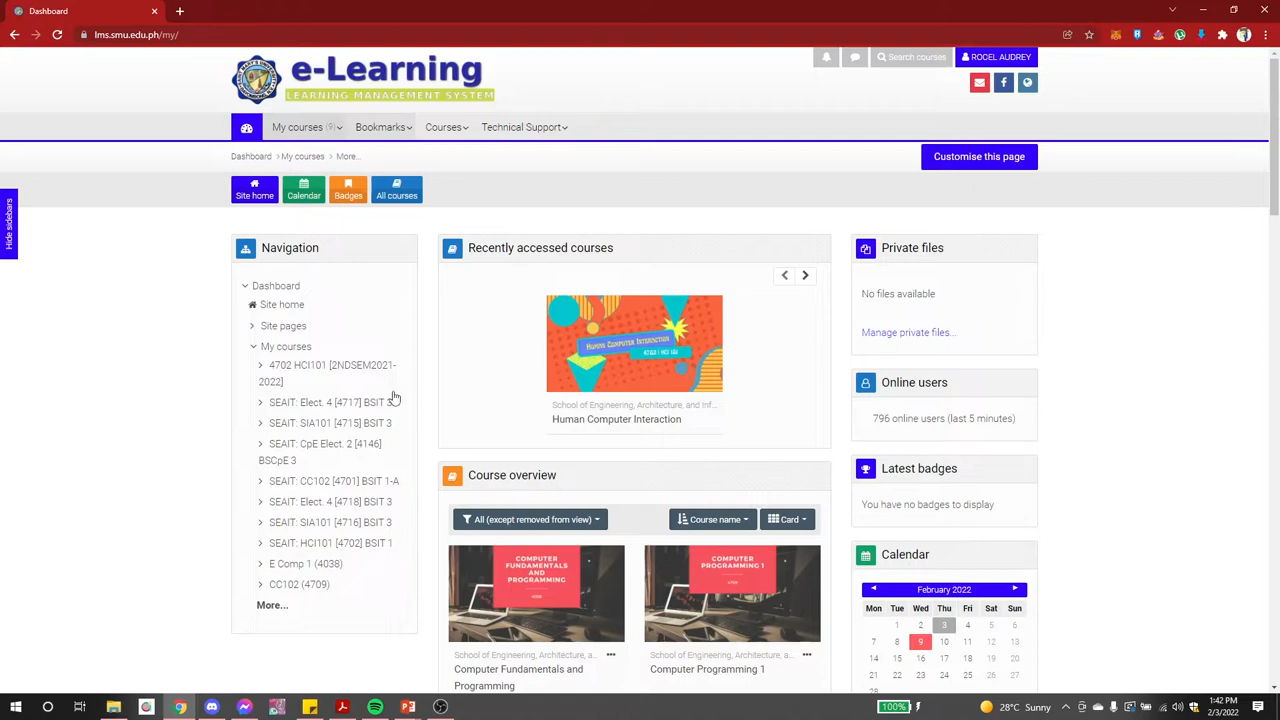 Dashboard
lms.smu.edu.ph/my/
e-Learning
LEARNING MANAGEMENT SYSTEM
Search courses
ROCEL AUDREY
My courses (9)
Bookmarks
Courses
Technical Support
Dashboard
My courses
More...
Customise this page
Site home
Calendar
Badges
All courses
Hide sidebars
Navigation
Dashboard
Site home
Site pages
My courses
4702 HCI101 [2NDSEM2021-
2022]
SEAIT: Elect. 4 [4717] BSIT 3
SEAIT: SIA101 [4715] BSIT 3
SEAIT: CpE Elect. 2 [4146]
BSCpE 3
SEAIT: CC102 [4701] BSIT 1-A
SEAIT: Elect. 4 [4718] BSIT 3
SEAIT: SIA101 [4716] BSIT 3
SEAIT: HCI101 [4702] BSIT 1
E Comp 1 (4038)
CC102 (4709)
More...
Recently accessed courses
HUMAN COMPUTER INTERACTION
School of Engineering, Architecture, and Inf...
Human Computer Interaction
Course overview
All (except removed from view)
Course name
Card
COMPUTER
FUNDAMENTALS
AND
PROGRAMMING
School of Engineering, Architecture, a...
Computer Fundamentals and
Programming
COMPUTER
PROGRAMMING 1
School of Engineering, Architecture, a...
Computer Programming 1
Private files
No files available
Manage private files...
Online users
796 online users (last 5 minutes)
Latest badges
You have no badges to display
Calendar
February 2022
Mon Tue Wed Thu Fri Sat Sun
1 2 3 4 5 6
7 8 9 10 11 12 13
14 15 16 17 18 19 20
21 22 23 24 25 26 27
28
100%
28°C Sunny
1:42 PM
2/3/2022